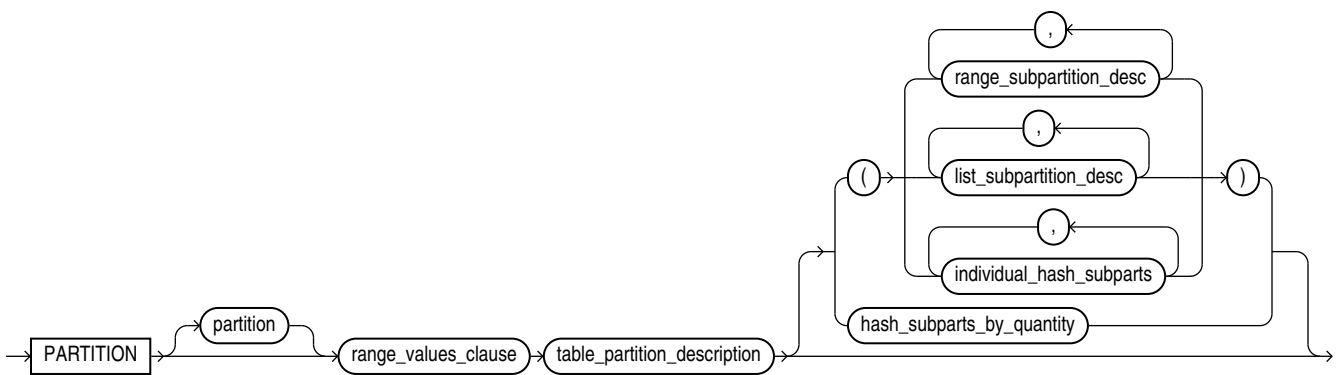 ,
range_subpartition_desc
,
( list_subpartition_desc )
,
individual_hash_subparts
partition hash_subparts_by_quantity
PARTITION range_values_clause table_partition_description